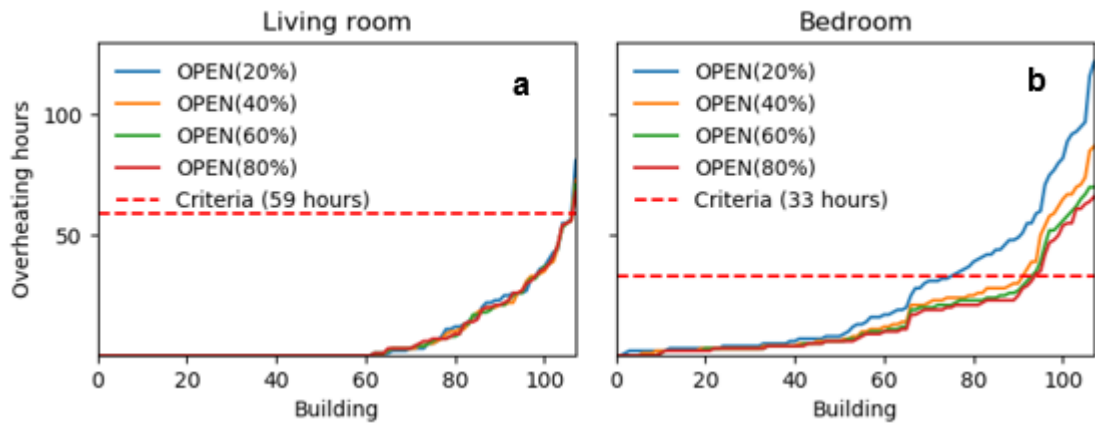 Living room
Bedroom
OPEN(20%)
OPEN(40%)
OPEN(60%)
OPEN(80%)
Criteria (59 hours)
a
OPEN(20%)
OPEN(40%)
OPEN(60%)
OPEN(80%)
Criteria (33 hours)
b
Overheating hours
100
50
0 20 40 60 80 100
0 20 40 60 80 100
Building
Building